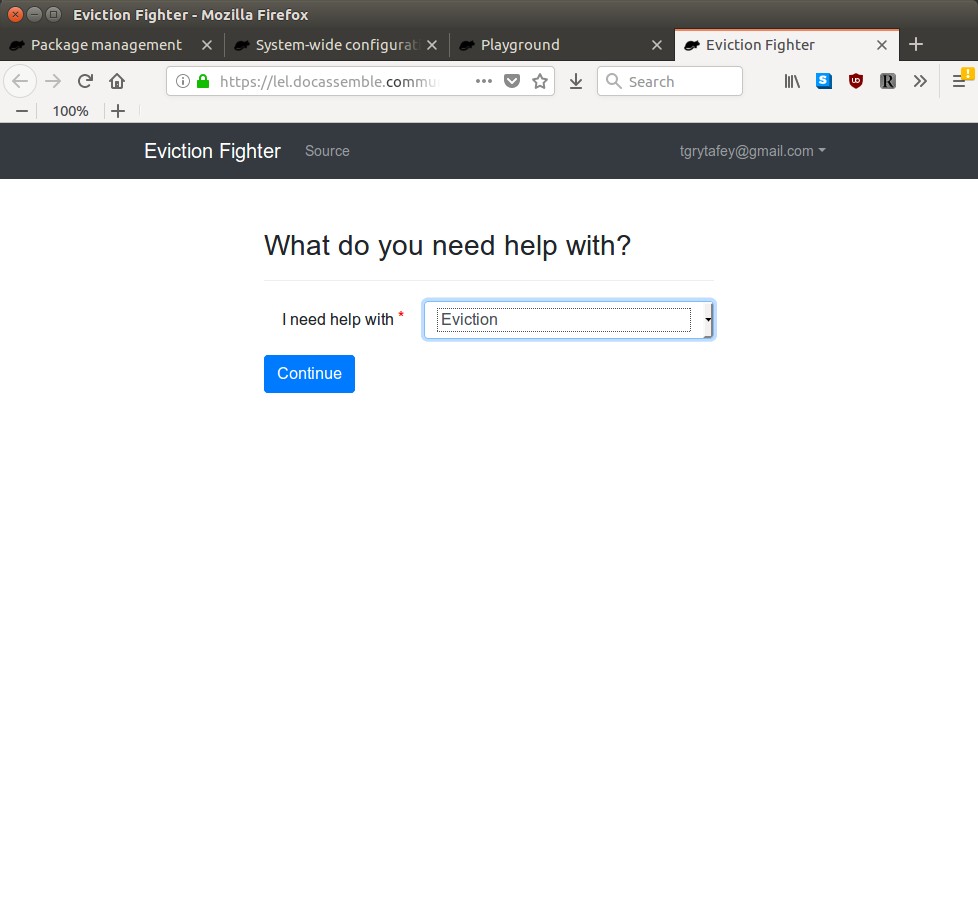 Eviction Fighter - Mozilla Firefox
Package management
System-wide configurat
Playground
Eviction Fighter
https://lel.docassemble.commu
Search
100%
Eviction Fighter
Source
tgrytafey@gmail.com
What do you need help with?
I need help with *
Eviction
Continue